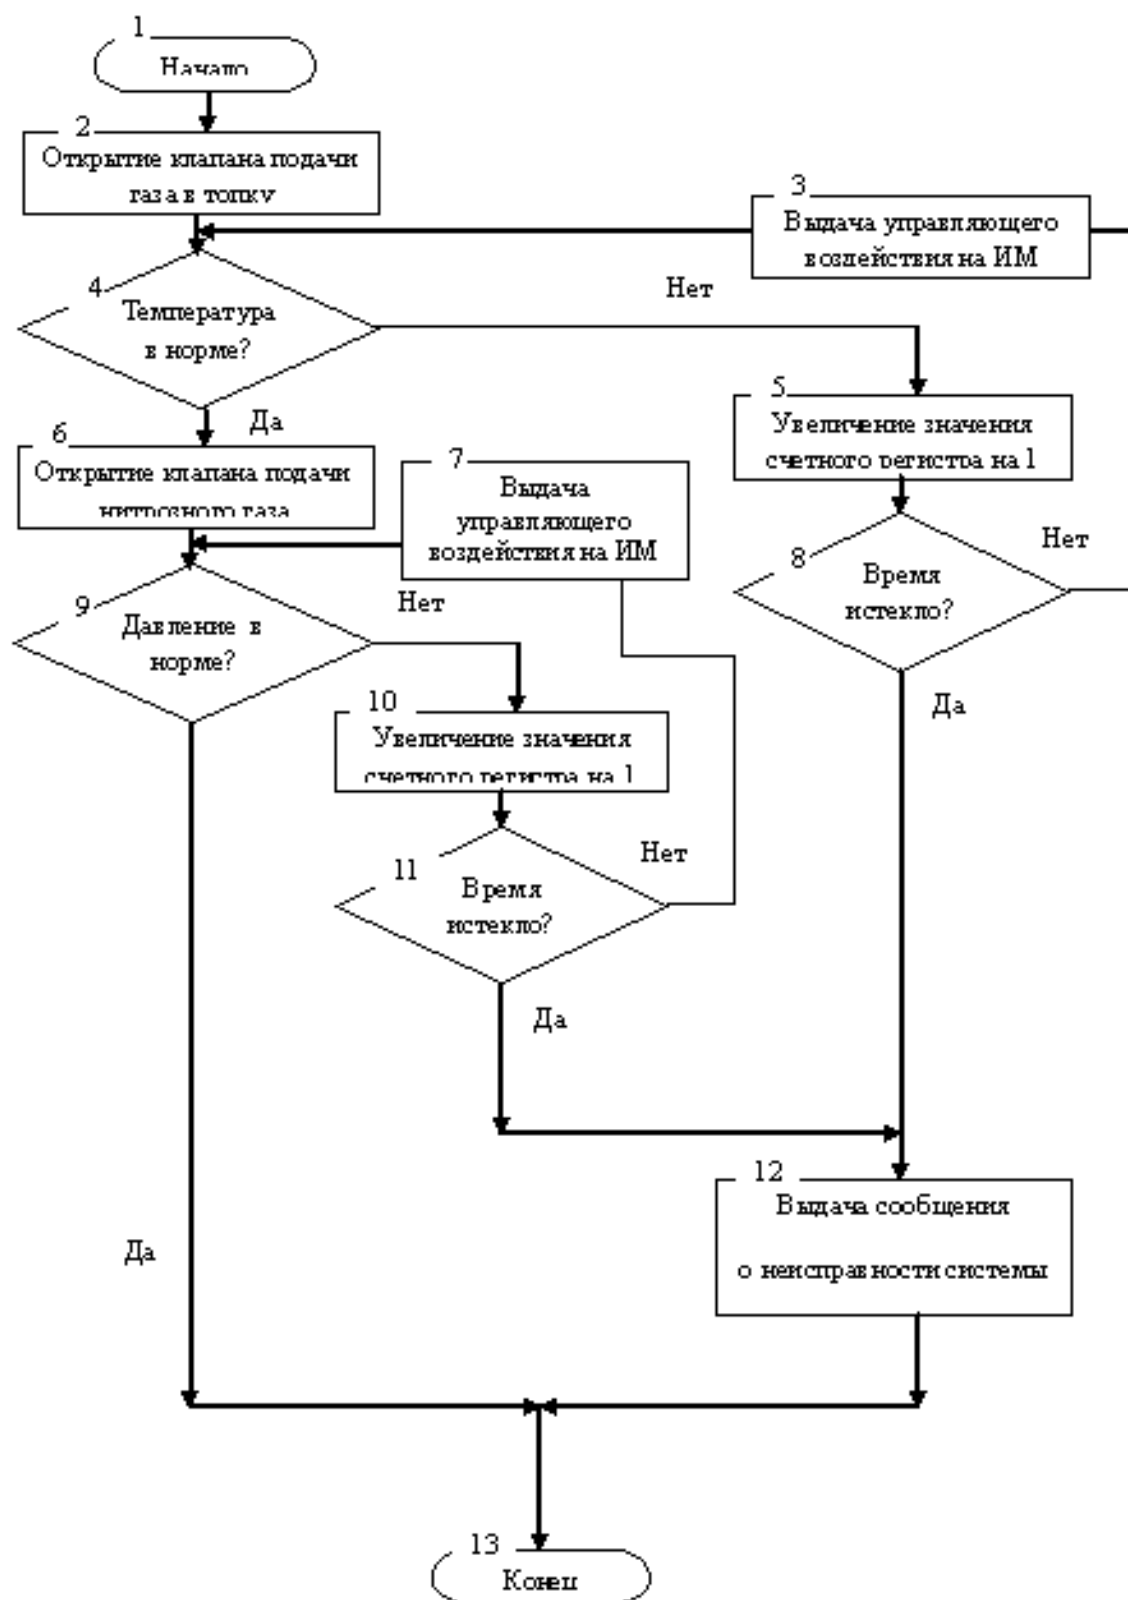 1
Начало
2
Открытие клапана подачи
газа в топку
3
Выдача управляющего
воздействия на ИМ
Нет
4
Температура
в норме?
5
Увеличение значения
счетного регистра на 1
Да
6
Открытие клапана подачи
нитрозного газа
7
Выдача
управляющего
воздействия на ИМ
8
Время
истекло?
Нет
9
Давление в
норме?
Нет
Да
10
Увеличение значения
счетного регистра на 1
11
Время
истекло?
Нет
Да
12
Выдача сообщения
о неисправности системы
Да
13
Конец